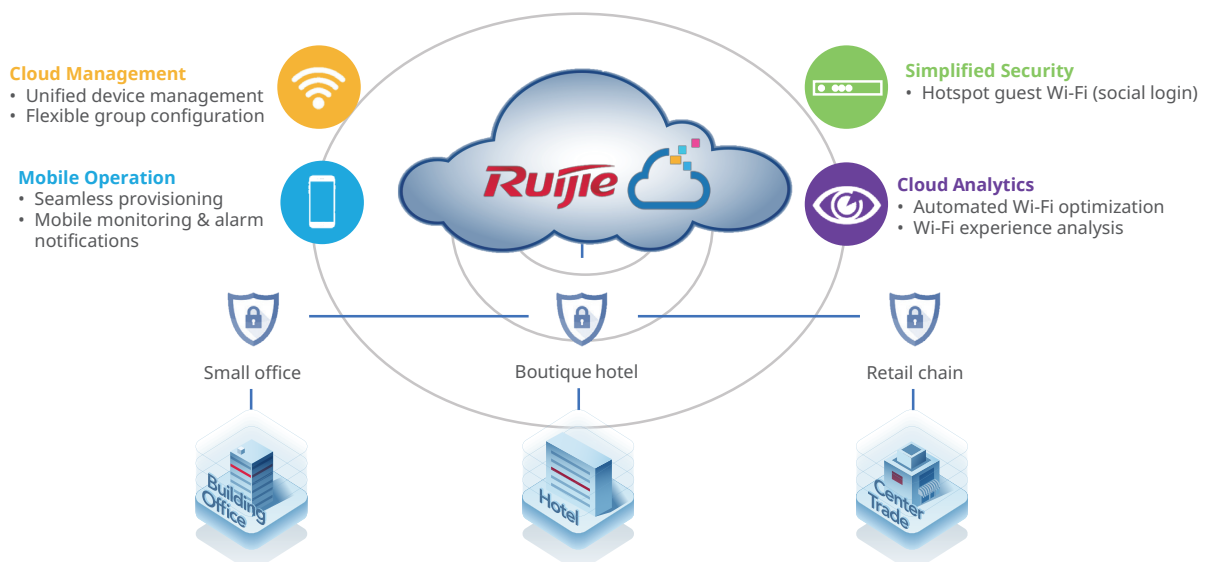 Cloud Management
• Unified device management
• Flexible group configuration
Mobile Operation
• Seamless provisioning
• Mobile monitoring & alarm
notifications
Ruijie
Simplified Security
• Hotspot guest Wi-Fi (social login)
Cloud Analytics
• Automated Wi-Fi optimization
• Wi-Fi experience analysis
Small office
Boutique hotel
Retail chain
Building
Office
Hotel
Center
Trade